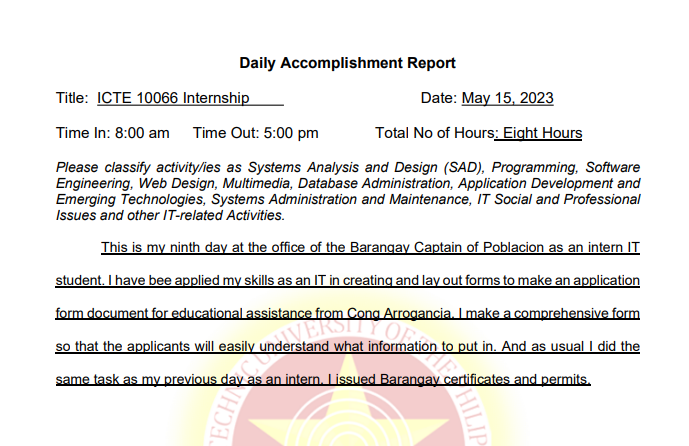 Daily Accomplishment Report
Title: ICTE 10066 Internship Date: May 15, 2023
Time In: 8:00 am Time Out: 5:00 pm Total No of Hours: Eight Hours
Please classify activity/ies as Systems Analysis and Design (SAD), Programming, Software
Engineering, Web Design, Multimedia, Database Administration, Application Development and
Emerging Technologies, Systems Administration and Maintenance, IT Social and Professional
Issues and other IT-related Activities.
This is my ninth day at the office of the Barangay Captain of Poblacion as an intern IT
student. I have bee applied my skills as an IT in creating and lay out forms to make an application
form document for educational assistance from Cong Arrogancia. I make a comprehensive form
so that the applicants will easily understand what information to put in. And as usual I did the
same task as my previous day as an intern. I issued Barangay certificates and permits.
TECHNIC UNIVERSITY OF THE PHILIP